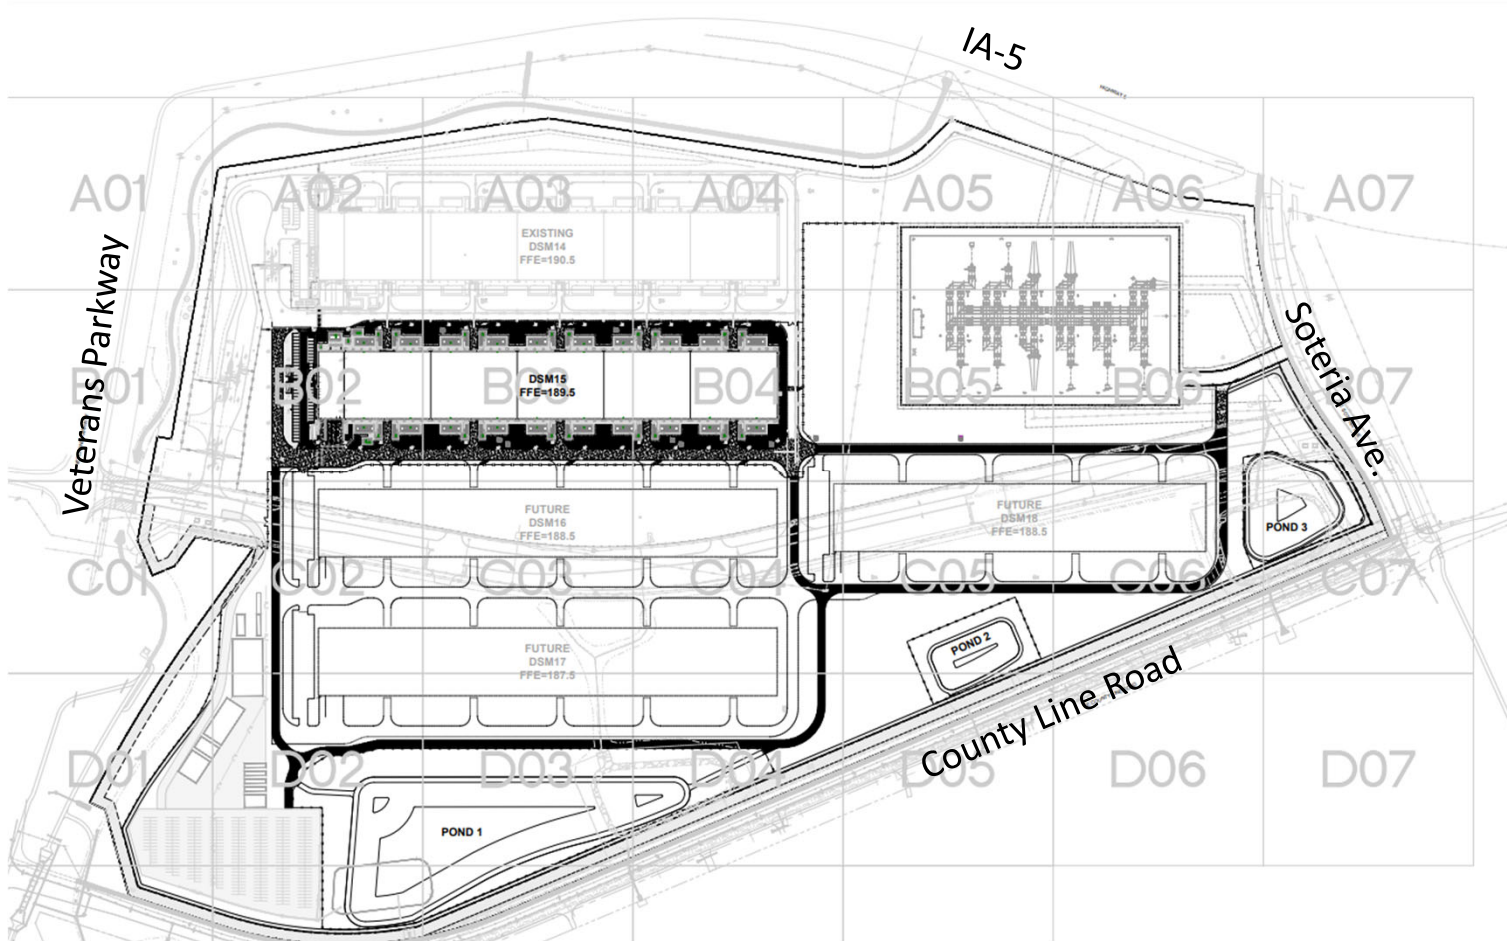 IA-5
HIGHWAY 5
A01
A02
A03
A04
A05
A06
A07
EXISTING
DSM14
FFE=190.5
Veterans Parkway
Soteria Ave.
B01
B02
B03
B04
B05
B06
B07
DSM15
FFE=189.5
FUTURE
DSM16
FFE=188.5
FUTURE
DSM18
FFE=188.5
POND 3
C01
C02
C03
C04
C05
C06
C07
FUTURE
DSM17
FFE=187.5
POND 2
County Line Road
D01
D02
D03
D04
D05
D06
D07
POND 1